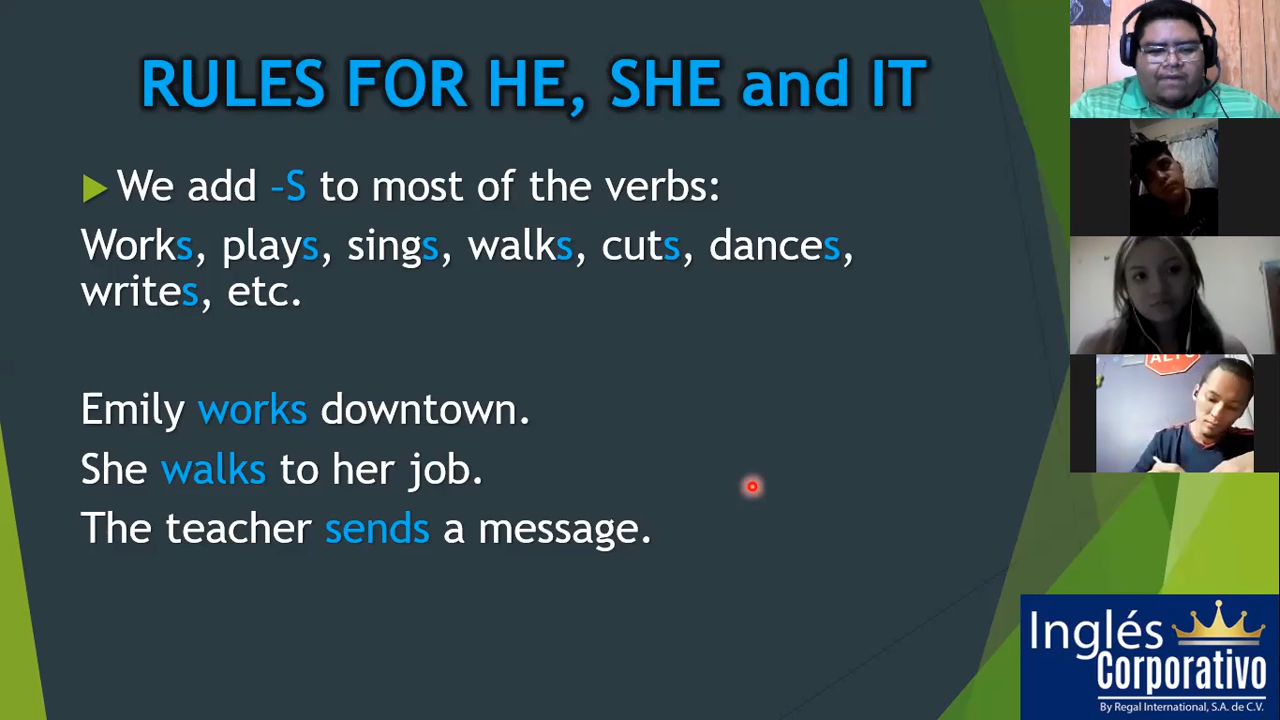 RULES FOR HE, SHE and IT
We add –S to most of the verbs:
Works, plays, sings, walks, cuts, dances,
writes, etc.
Emily works downtown.
She walks to her job.
The teacher sends a message.
ALTO
Inglés
Corporativo
By Regal International, S.A. de C.V.